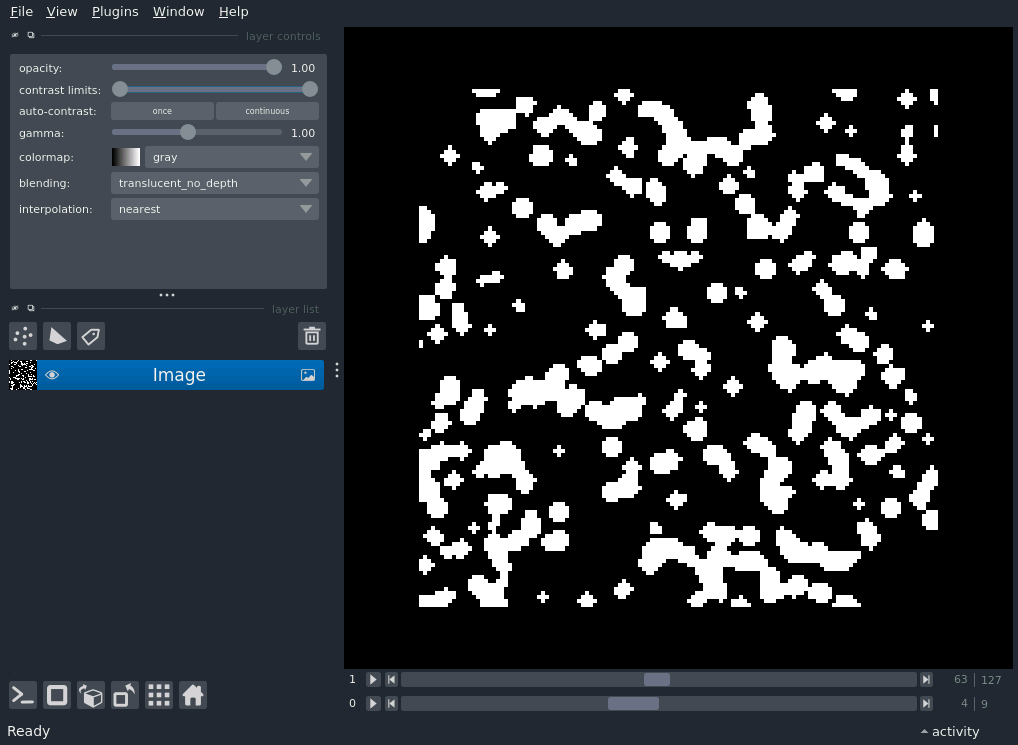 File View Plugins Window Help
layer controls
opacity: 1.00
contrast limits:
auto-contrast: once continuous
gamma: 1.00
colormap: gray
blending: translucent_no_depth
interpolation: nearest
layer list
Image
1 63 127
0 4 9
Ready activity